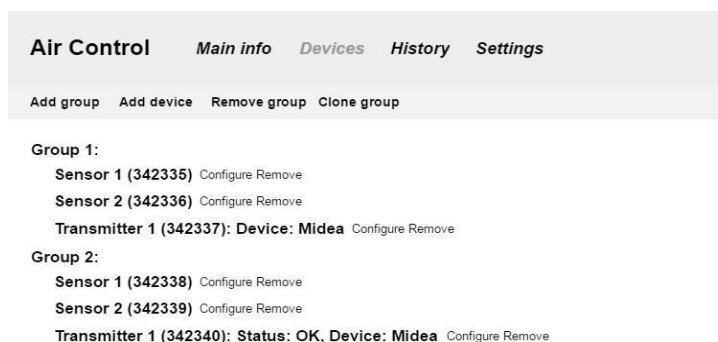 Air Control Main info Devices History Settings
Add group Add device Remove group Clone group
Group 1:
Sensor 1 (342335) Configure Remove
Sensor 2 (342336) Configure Remove
Transmitter 1 (342337): Device: Midea Configure Remove
Group 2:
Sensor 1 (342338) Configure Remove
Sensor 2 (342339) Configure Remove
Transmitter 1 (342340): Status: OK, Device: Midea Configure Remove